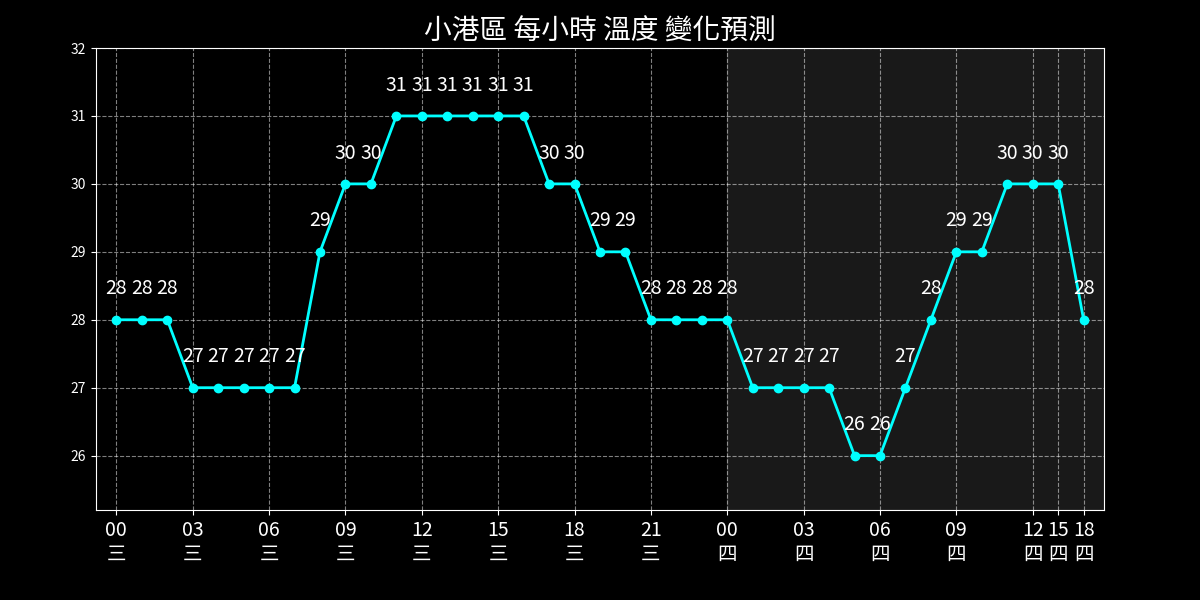 小港區 每小時 溫度 變化預測
32
31 31 31 31 31 31
31
30 30 30 30 30 30 30
30
29 29 29 29 29
29
28 28 28 28 28 28 28 28 28
28
27 27 27 27 27 27 27 27 27 27
27
26 26
26
00 03 06 09 12 15 18 21 00 03 06 09 12 15 18
三 三 三 三 三 三 三 三 四 四 四 四 四 四 四